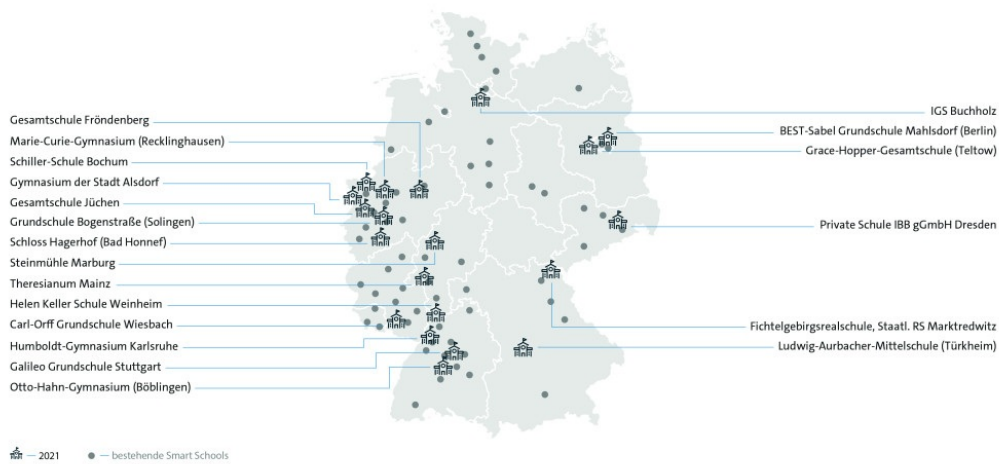 Gesamtschule Fröndenberg
Marie-Curie-Gymnasium (Recklinghausen)
Schiller-Schule Bochum
Gymnasium der Stadt Alsdorf
Gesamtschule Jüchen
Grundschule Bogenstraße (Solingen)
Schloss Hagerhof (Bad Honnef)
Steinmühle Marburg
Theresianum Mainz
Helen Keller Schule Weinheim
Carl-Orff Grundschule Wiesbach
Humboldt-Gymnasium Karlsruhe
Galileo Grundschule Stuttgart
Otto-Hahn-Gymnasium (Böblingen)
IGS Buchholz
BEST-Sabel Grundschule Mahlsdorf (Berlin)
Grace-Hopper-Gesamtschule (Teltow)
Private Schule IBB gGmbH Dresden
Fichtelgebirgsrealschule, Staatl. RS Marktredwitz
Ludwig-Aurbacher-Mittelschule (Türkheim)
— 2021
— bestehende Smart Schools